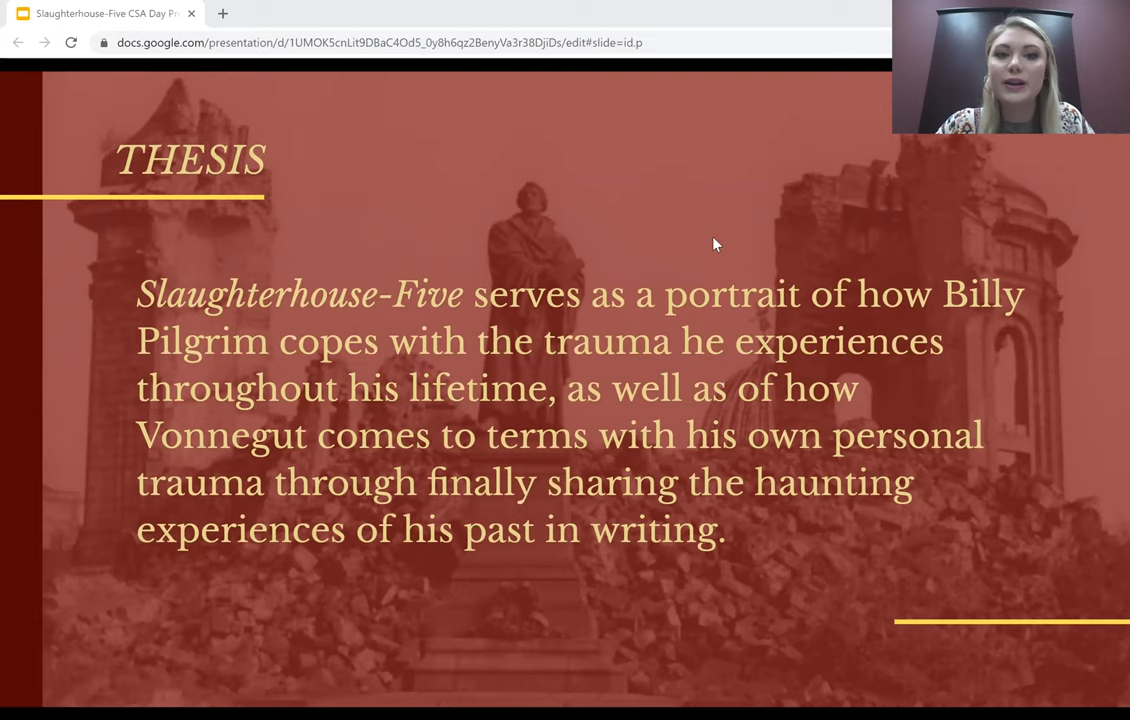 Slaughterhouse-Five CSA Day Pr
docs.google.com/presentation/d/1UMOK5cnLit9DBaC4Od5_0y8h6qz2BenyVa3r38DjiDs/edit#slide=id.p
THESIS
Slaughterhouse-Five serves as a portrait of how Billy
Pilgrim copes with the trauma he experiences
throughout his lifetime, as well as of how
Vonnegut comes to terms with his own personal
trauma through finally sharing the haunting
experiences of his past in writing.